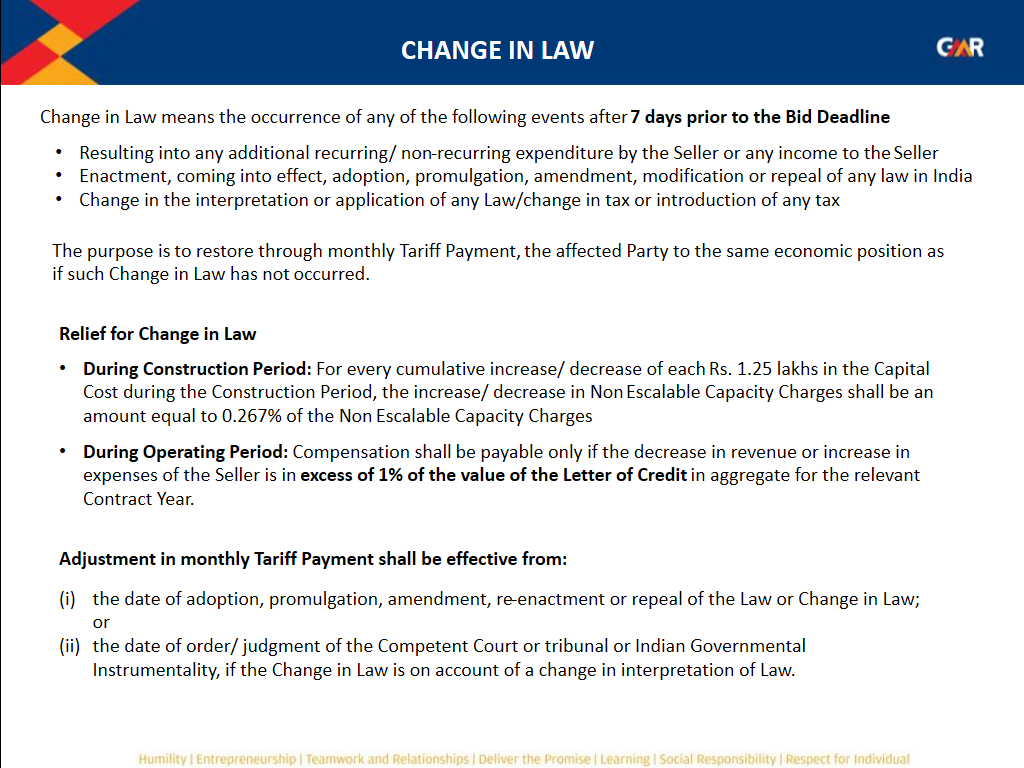 CHANGE IN LAW
GMR
Change in Law means the occurrence of any of the following events after 7 days prior to the Bid Deadline
• Resulting into any additional recurring/ non-recurring expenditure by the Seller or any income to the Seller
• Enactment, coming into effect, adoption, promulgation, amendment, modification or repeal of any law in India
• Change in the interpretation or application of any Law/change in tax or introduction of any tax
The purpose is to restore through monthly Tariff Payment, the affected Party to the same economic position as
if such Change in Law has not occurred.
Relief for Change in Law
• During Construction Period: For every cumulative increase/ decrease of each Rs. 1.25 lakhs in the Capital
Cost during the Construction Period, the increase/ decrease in Non Escalable Capacity Charges shall be an
amount equal to 0.267% of the Non Escalable Capacity Charges
• During Operating Period: Compensation shall be payable only if the decrease in revenue or increase in
expenses of the Seller is in excess of 1% of the value of the Letter of Credit in aggregate for the relevant
Contract Year.
Adjustment in monthly Tariff Payment shall be effective from:
(i) the date of adoption, promulgation, amendment, re-enactment or repeal of the Law or Change in Law;
or
(ii) the date of order/ judgment of the Competent Court or tribunal or Indian Governmental
Instrumentality, if the Change in Law is on account of a change in interpretation of Law.
Humility | Entrepreneurship | Teamwork and Relationships | Deliver the Promise | Learning | Social Responsibility | Respect for Individual